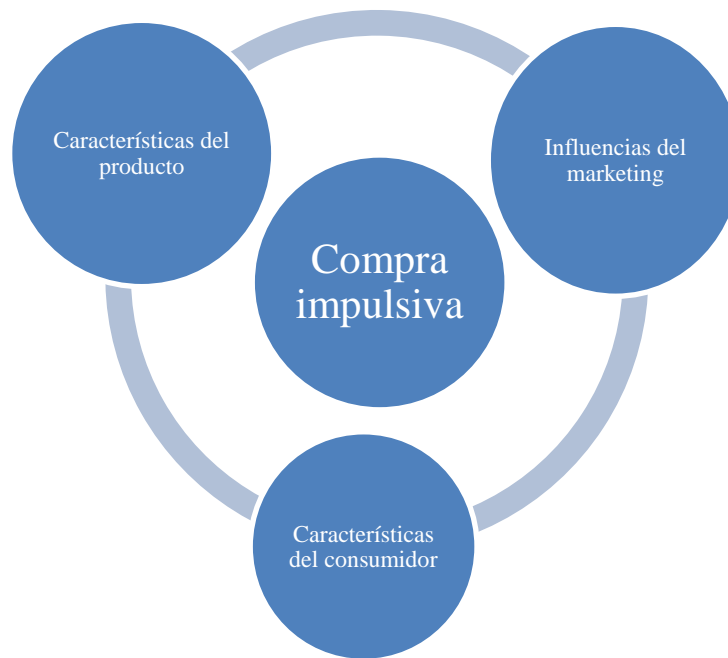 Características del
producto
Influencias del
marketing
Compra
impulsiva
Características
del consumidor